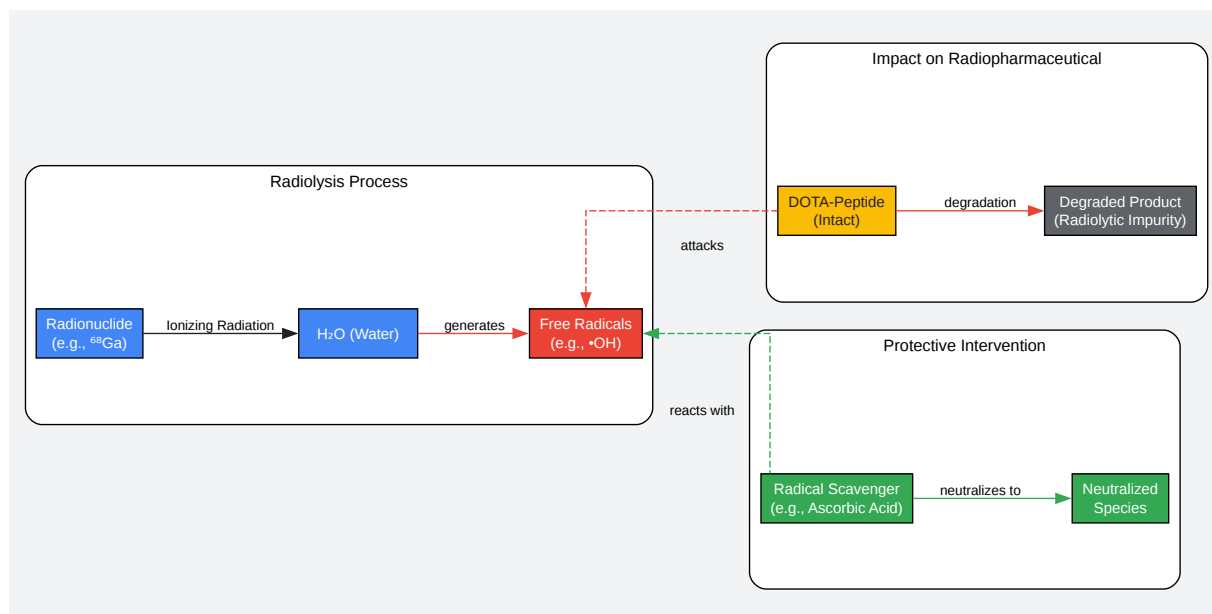 Impact on Radiopharmaceutical
DOTA-Peptide
(Intact)
degradation
Degraded Product
(Radiolytic Impurity)
attacks
Radiolysis Process
Radionuclide
(e.g., ⁶⁸Ga)
Ionizing Radiation
H₂O (Water)
generates
Free Radicals
(e.g., •OH)
reacts with
Protective Intervention
Radical Scavenger
(e.g., Ascorbic Acid)
neutralizes to
Neutralized
Species